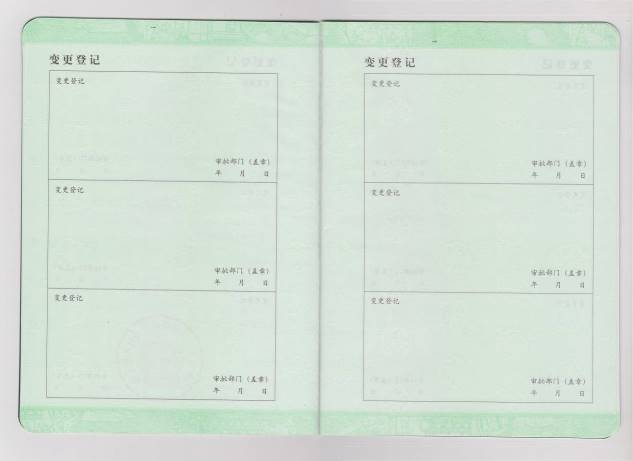 变更登记
变更登记
审批部门（盖章）
年 月 日
变更登记
审批部门（盖章）
年 月 日
变更登记
审批部门（盖章）
年 月 日
变更登记
变更登记
审批部门（盖章）
年 月 日
变更登记
审批部门（盖章）
年 月 日
变更登记
审批部门（盖章）
年 月 日